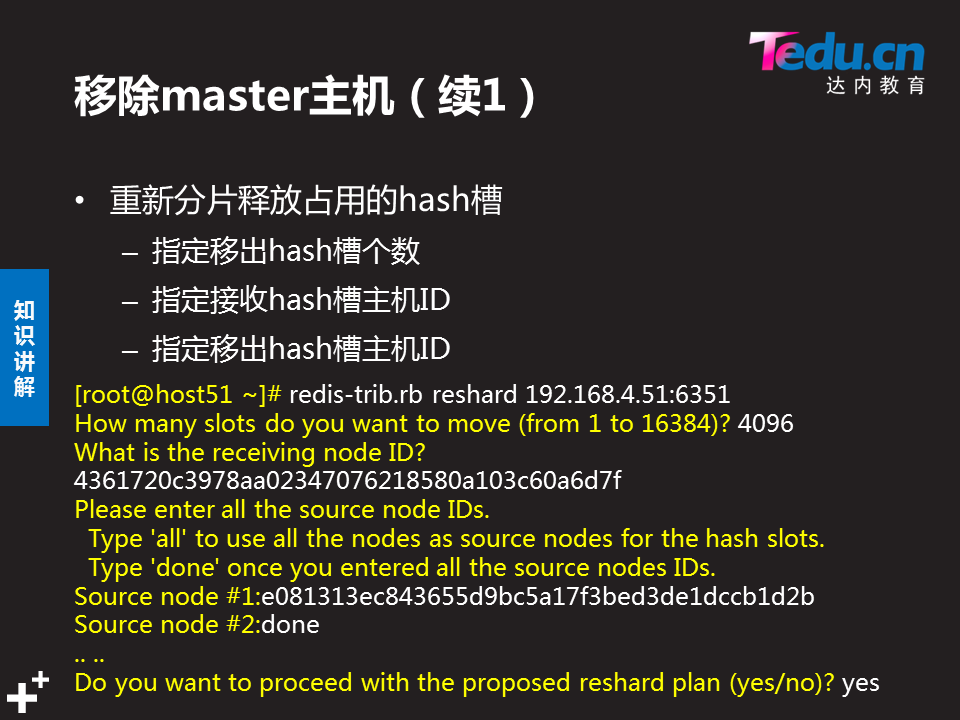 Tedu.cn
达内教育
移除master主机（续1）
• 重新分片释放占用的hash槽
– 指定移出hash槽个数
– 指定接收hash槽主机ID
– 指定移出hash槽主机ID
知识讲解
[root@host51 ~]# redis-trib.rb reshard 192.168.4.51:6351
How many slots do you want to move (from 1 to 16384)? 4096
What is the receiving node ID?
4361720c3978aa02347076218580a103c60a6d7f
Please enter all the source node IDs.
Type 'all' to use all the nodes as source nodes for the hash slots.
Type 'done' once you entered all the source nodes IDs.
Source node #1:e081313ec843655d9bc5a17f3bed3de1dccb1d2b
Source node #2:done
.. ..
Do you want to proceed with the proposed reshard plan (yes/no)? yes